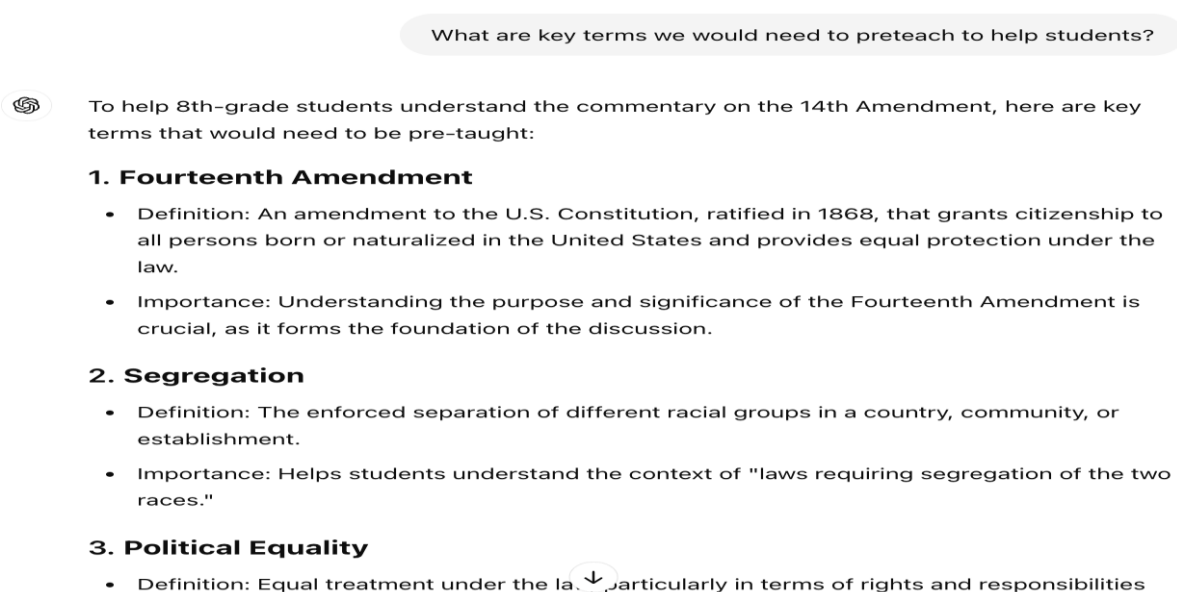 What are key terms we would need to preteach to help students?
To help 8th-grade students understand the commentary on the 14th Amendment, here are key
terms that would need to be pre-taught:
1. Fourteenth Amendment
• Definition: An amendment to the U.S. Constitution, ratified in 1868, that grants citizenship to
all persons born or naturalized in the United States and provides equal protection under the
law.
• Importance: Understanding the purpose and significance of the Fourteenth Amendment is
crucial, as it forms the foundation of the discussion.
2. Segregation
• Definition: The enforced separation of different racial groups in a country, community, or
establishment.
• Importance: Helps students understand the context of "laws requiring segregation of the two
races."
3. Political Equality
• Definition: Equal treatment under the particularly in terms of rights and responsibilities